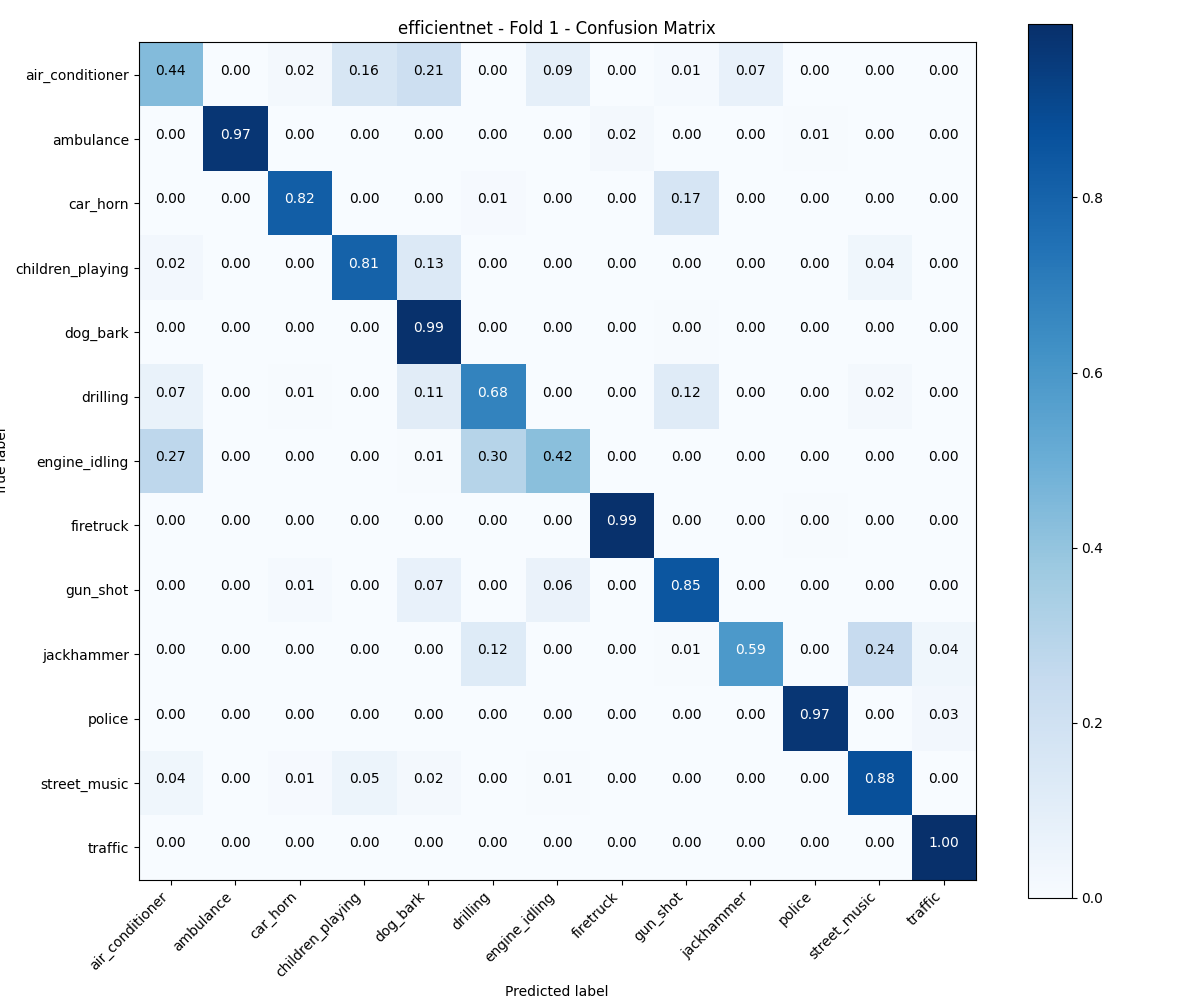 efficientnet - Fold 1 - Confusion Matrix
air_conditioner 0.44 0.00 0.02 0.16 0.21 0.00 0.09 0.00 0.01 0.07 0.00 0.00 0.00
ambulance 0.00 0.97 0.00 0.00 0.00 0.00 0.00 0.02 0.00 0.00 0.01 0.00 0.00
car_horn 0.00 0.00 0.82 0.00 0.00 0.01 0.00 0.00 0.17 0.00 0.00 0.00 0.00
children_playing 0.02 0.00 0.00 0.81 0.13 0.00 0.00 0.00 0.00 0.00 0.00 0.04 0.00
dog_bark 0.00 0.00 0.00 0.00 0.99 0.00 0.00 0.00 0.00 0.00 0.00 0.00 0.00
drilling 0.07 0.00 0.01 0.00 0.11 0.68 0.00 0.00 0.12 0.00 0.00 0.02 0.00
engine_idling 0.27 0.00 0.00 0.00 0.01 0.30 0.42 0.00 0.00 0.00 0.00 0.00 0.00
firetruck 0.00 0.00 0.00 0.00 0.00 0.00 0.00 0.99 0.00 0.00 0.00 0.00 0.00
gun_shot 0.00 0.00 0.01 0.00 0.07 0.00 0.06 0.00 0.85 0.00 0.00 0.00 0.00
jackhammer 0.00 0.00 0.00 0.00 0.00 0.12 0.00 0.00 0.01 0.59 0.00 0.24 0.04
police 0.00 0.00 0.00 0.00 0.00 0.00 0.00 0.00 0.00 0.00 0.97 0.00 0.03
street_music 0.04 0.00 0.01 0.05 0.02 0.00 0.01 0.00 0.00 0.00 0.00 0.88 0.00
traffic 0.00 0.00 0.00 0.00 0.00 0.00 0.00 0.00 0.00 0.00 0.00 0.00 1.00
air_conditioner ambulance car_horn children_playing dog_bark drilling engine_idling firetruck gun_shot jackhammer police street_music traffic
Predicted label
0.8
0.6
0.4
0.2
0.0